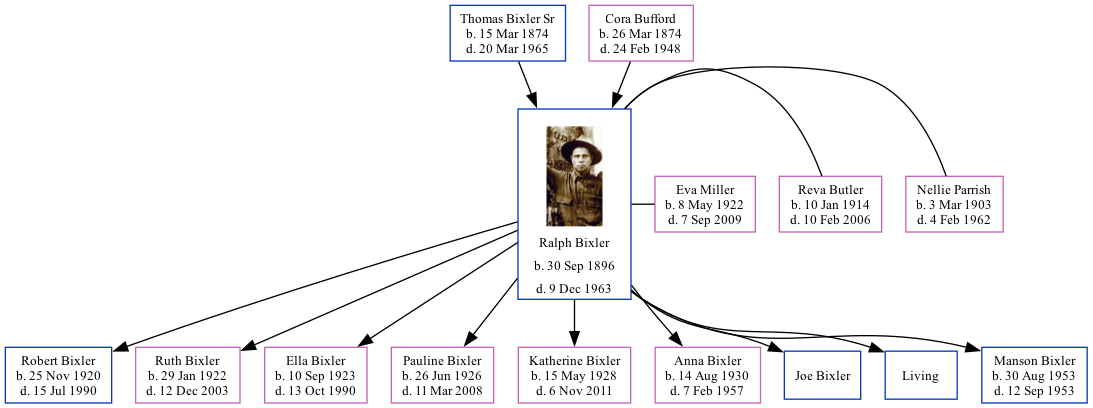 Thomas Bixler Sr
b. 15 Mar 1874
d. 20 Mar 1965
Cora Bufford
b. 26 Mar 1874
d. 24 Feb 1948
Ralph Bixler
b. 30 Sep 1896
d. 9 Dec 1963
Eva Miller
b. 8 May 1922
d. 7 Sep 2009
Reva Butler
b. 10 Jan 1914
d. 10 Feb 2006
Nellie Parrish
b. 3 Mar 1903
d. 4 Feb 1962
Robert Bixler
b. 25 Nov 1920
d. 15 Jul 1990
Ruth Bixler
b. 29 Jan 1922
d. 12 Dec 2003
Ella Bixler
b. 10 Sep 1923
d. 13 Oct 1990
Pauline Bixler
b. 26 Jun 1926
d. 11 Mar 2008
Katherine Bixler
b. 15 May 1928
d. 6 Nov 2011
Anna Bixler
b. 14 Aug 1930
d. 7 Feb 1957
Joe Bixler
Living
Manson Bixler
b. 30 Aug 1953
d. 12 Sep 1953